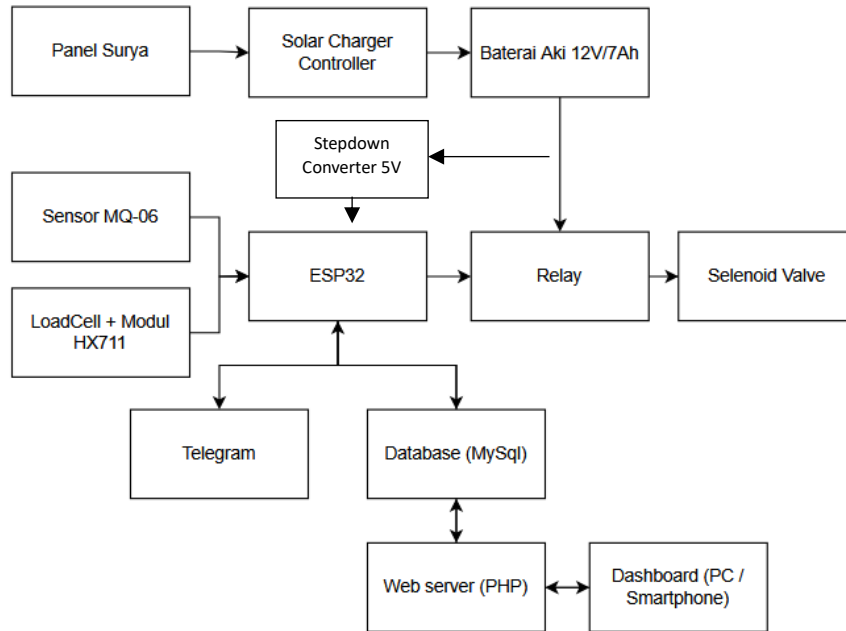 Panel Surya
Solar Charger
Controller
Baterai Aki 12V/7Ah
Stepdown
Converter 5V
Sensor MQ-06
ESP32
Relay
Selenoid Valve
LoadCell + Modul
HX711
Telegram
Database (MySql)
Web server (PHP)
Dashboard (PC /
Smartphone)